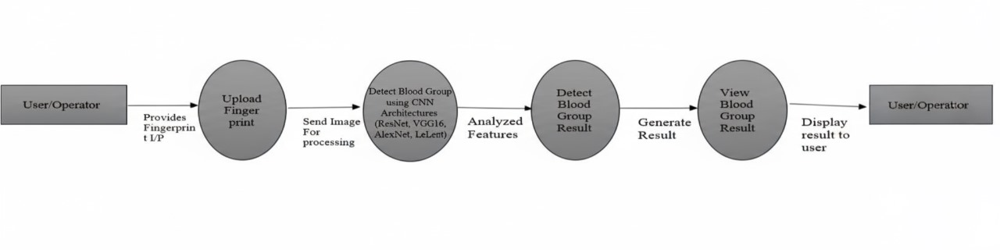 User/Operator
Provides
Fingerprin
t I/P
Upload
Finger
print
Send Image
For
processing
Detect Blood Group
using CNN
Architectures
(ResNet, VGG16,
AlexNet, LeLent)
Analyzed
Features
Detect
Blood
Group
Result
Generate
Result
View
Blood
Group
Result
Display
result to
user
User/Operator